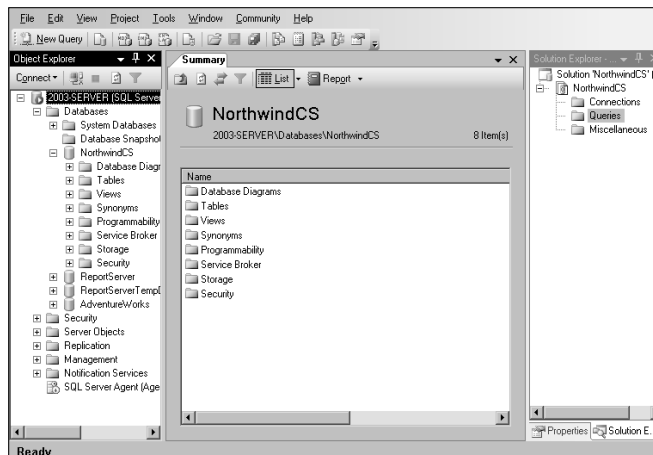 File Edit View Project Tools Window Community Help
New Query
Object Explorer
Connect
2003-SERVER (SQL Serve
Databases
System Databases
Database Snapsho
NorthwindCS
Database Diagr
Tables
Views
Synonyms
Programmability
Service Broker
Storage
Security
ReportServer
ReportServerTemp
AdventureWorks
Security
Server Objects
Replication
Management
Notification Services
SQL Server Agent (Age
Summary
List Report
NorthwindCS
2003-SERVER\Databases\NorthwindCS 8 Item(s)
Name
Database Diagrams
Tables
Views
Synonyms
Programmability
Service Broker
Storage
Security
Solution Explorer - ...
Solution 'NorthwindCS' (
NorthwindCS
Connections
Queries
Miscellaneous
Properties Solution E...
Ready